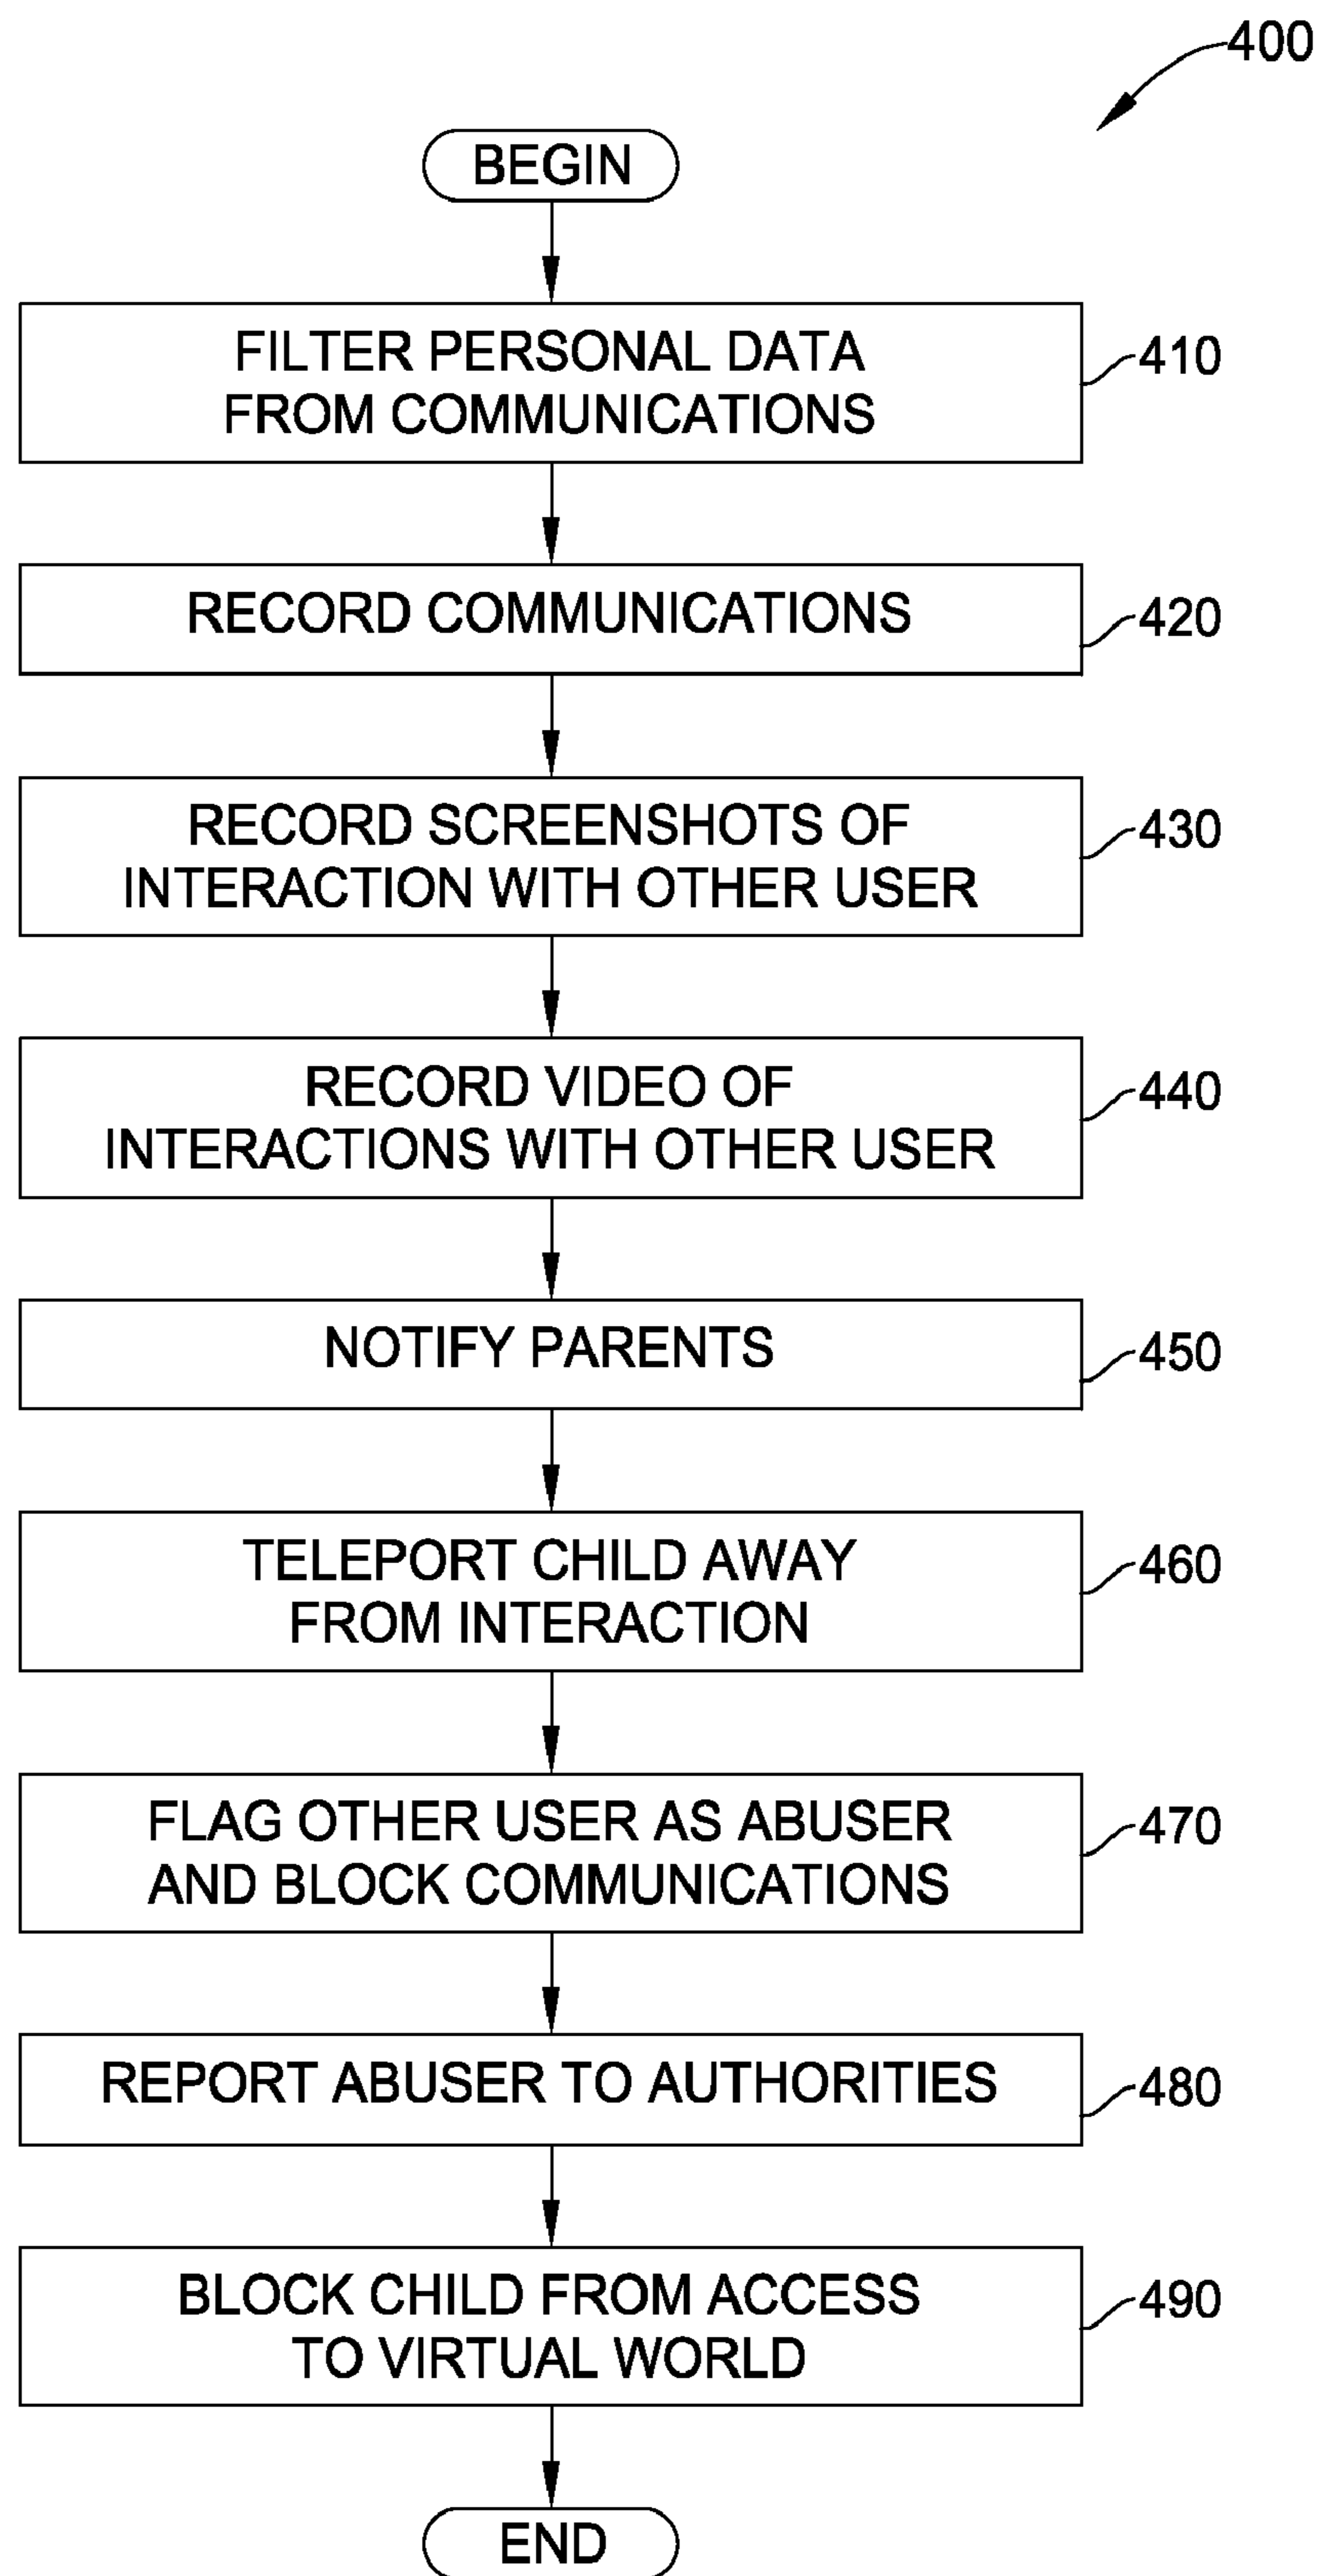 400
BEGIN
FILTER PERSONAL DATA
FROM COMMUNICATIONS
410
RECORD COMMUNICATIONS
420
RECORD SCREENSHOTS OF
INTERACTION WITH OTHER USER
430
RECORD VIDEO OF
INTERACTIONS WITH OTHER USER
440
NOTIFY PARENTS
450
TELEPORT CHILD AWAY
FROM INTERACTION
460
FLAG OTHER USER AS ABUSER
AND BLOCK COMMUNICATIONS
470
REPORT ABUSER TO AUTHORITIES
480
BLOCK CHILD FROM ACCESS
TO VIRTUAL WORLD
490
END